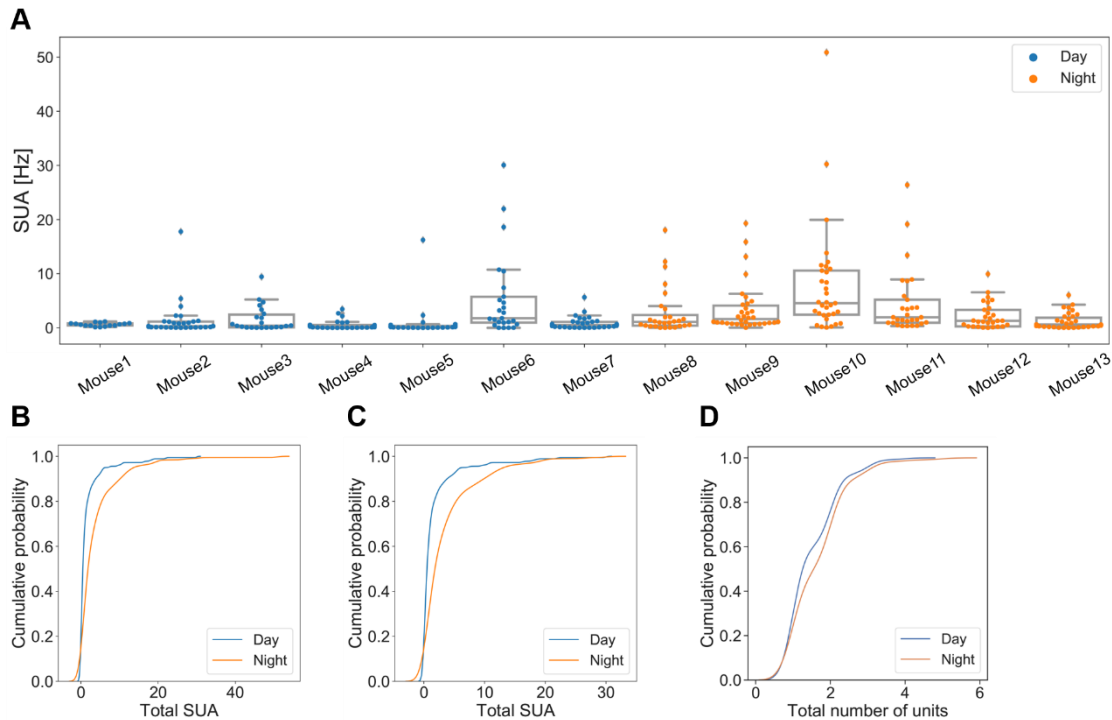 A
SUA [Hz]
50
40
30
20
10
0
Day
Night
Mouse1 Mouse2 Mouse3 Mouse4 Mouse5 Mouse6 Mouse7 Mouse8 Mouse9 Mouse10 Mouse11 Mouse12 Mouse13
B
Cumulative probability
1.0
0.8
0.6
0.4
0.2
0.0
Day
Night
0 20 40
Total SUA
C
Cumulative probability
1.0
0.8
0.6
0.4
0.2
0.0
Day
Night
0 10 20 30
Total SUA
D
Cumulative probability
1.0
0.8
0.6
0.4
0.2
0.0
Day
Night
0 2 4 6
Total number of units